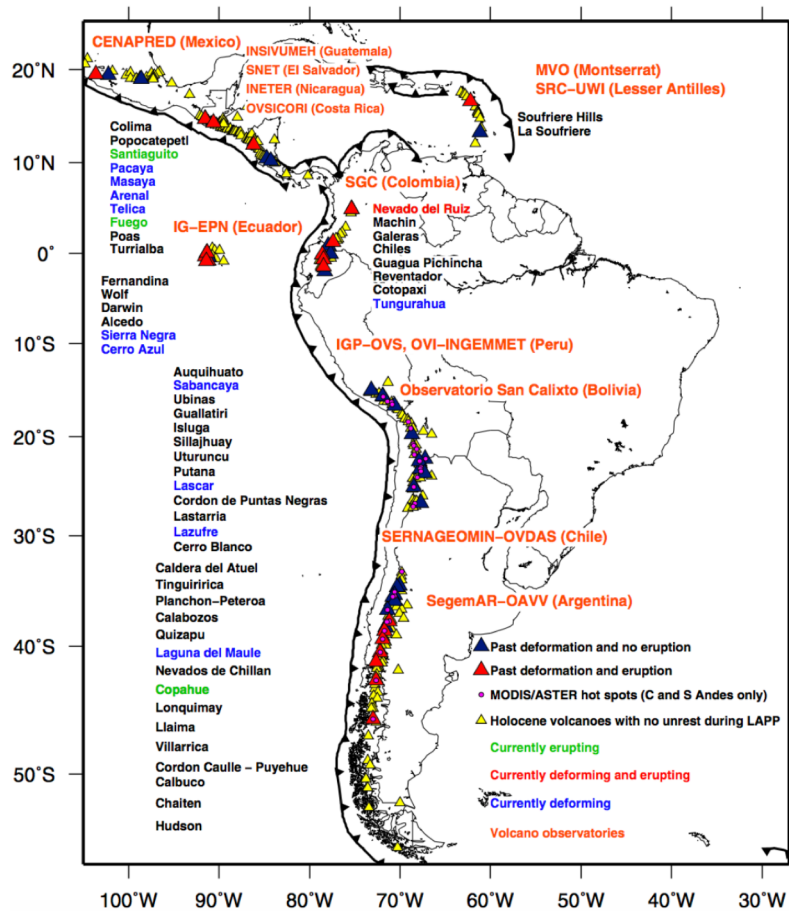 CENAPRED (Mexico)
INSIVUMEH (Guatemala)
SNET (El Salvador)
INETER (Nicaragua)
OVSICORI (Costa Rica)
MVO (Montserrat)
SRC-UWI (Lesser Antilles)
Soufriere Hills
La Soufriere
Colima
Popocatepetl
Santiaguito
Pacaya
Masaya
Arenal
Telica
Fuego
Poas
Turrialba
SGC (Colombia)
Nevado del Ruiz
Machin
Galeras
Chiles
Guagua Pichincha
Reventador
Cotopaxi
Tungurahua
IG-EPN (Ecuador)
Fernandina
Wolf
Darwin
Alcedo
Sierra Negra
Cerro Azul
IGP-OVS, OVI-INGEMMET (Peru)
Observatorio San Calixto (Bolivia)
Auquihuato
Sabancaya
Ubinas
Guallatiri
Isluga
Sillajhuay
Uturuncu
Putana
Lascar
Cordon de Puntas Negras
Lastarria
Lazufre
Cerro Blanco
SERNAGEOMIN-OVDAS (Chile)
Caldera del Atuel
Tinguiririca
Planchon-Peteroa
Calabozos
Quizapu
Laguna del Maule
Nevados de Chillan
Copahue
Lonquimay
Llaima
Villarrica
Cordon Caulle - Puyehue
Calbuco
Chaiten
Hudson
SegemAR-OAVV (Argentina)
Past deformation and no eruption
Past deformation and eruption
MODIS/ASTER hot spots (C and S Andes only)
Holocene volcanoes with no unrest during LAPP
Currently erupting
Currently deforming and erupting
Currently deforming
Volcano observatories
20°N
10°N
0°
10°S
20°S
30°S
40°S
50°S
100°W
90°W
80°W
70°W
60°W
50°W
40°W
30°W